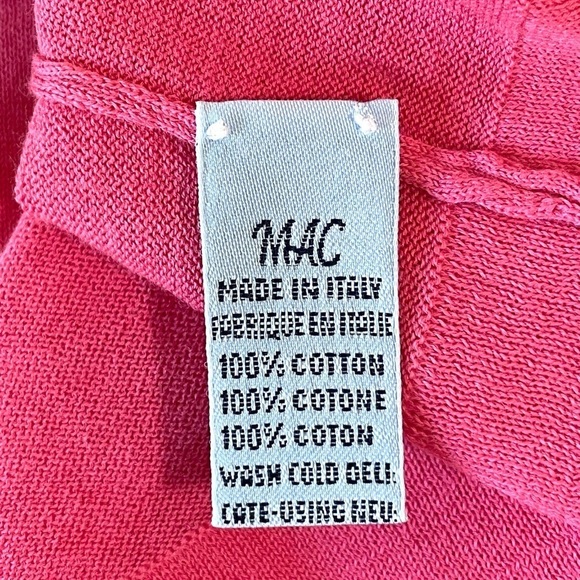 MAC
MADE IN ITALY
FABRIQUE EN ITALIE
100% COTTON
100% COTONE
100% COTON
WASH COLD DELI-
CATE-USING NEU-